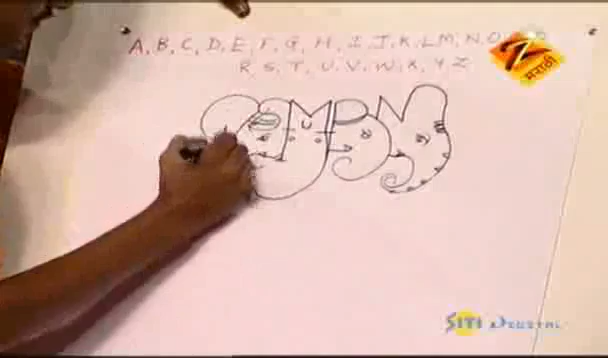 A, B, C, D, E, F, G, H, I, J, K, L M, N, O
R, S, T, U, V, W, X, Y Z
Z
मराठी
SITI DIGITAL